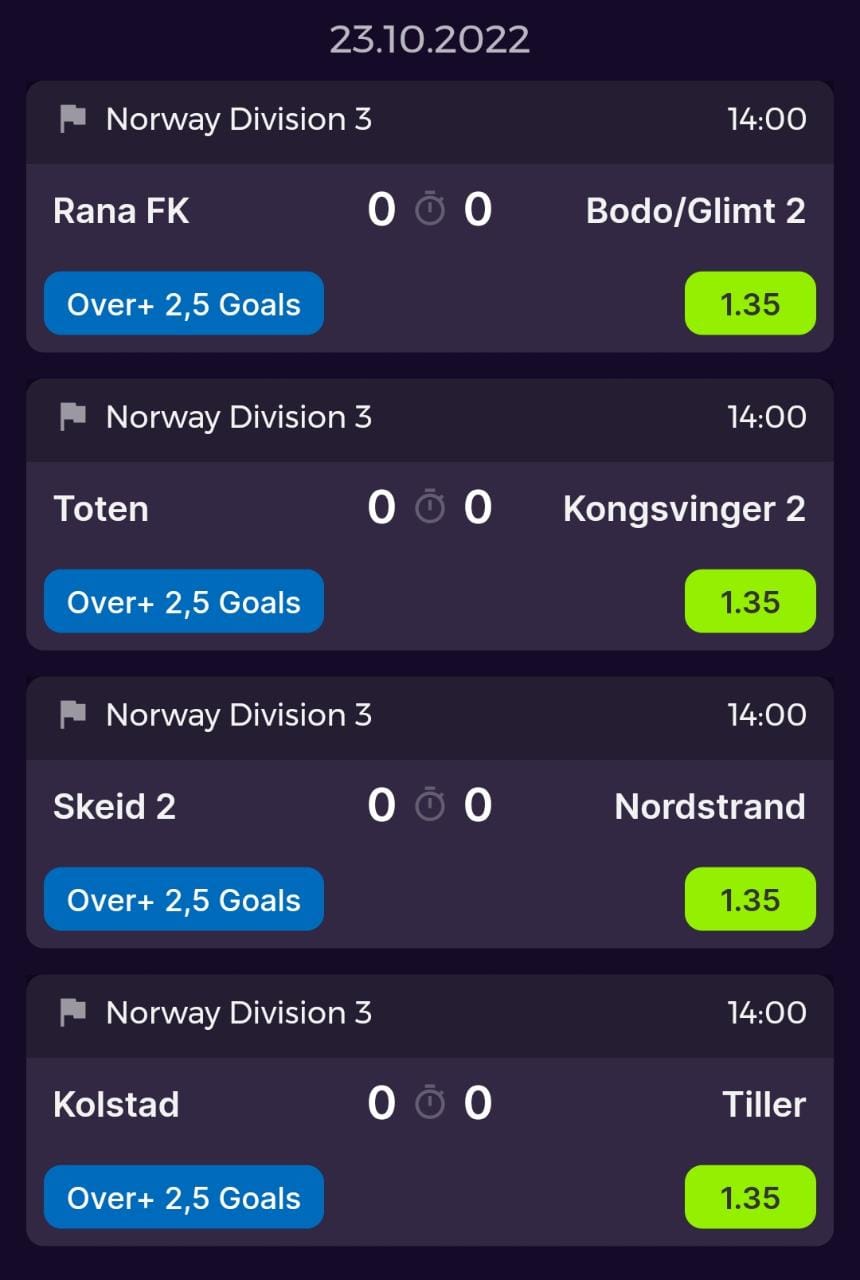 23.10.2022
Norway Division 3 14:00
Rana FK 0 0 Bodo/Glimt 2
Over+ 2,5 Goals 1.35
Norway Division 3 14:00
Toten 0 0 Kongsvinger 2
Over+ 2,5 Goals 1.35
Norway Division 3 14:00
Skeid 2 0 0 Nordstrand
Over+ 2,5 Goals 1.35
Norway Division 3 14:00
Kolstad 0 0 Tiller
Over+ 2,5 Goals 1.35